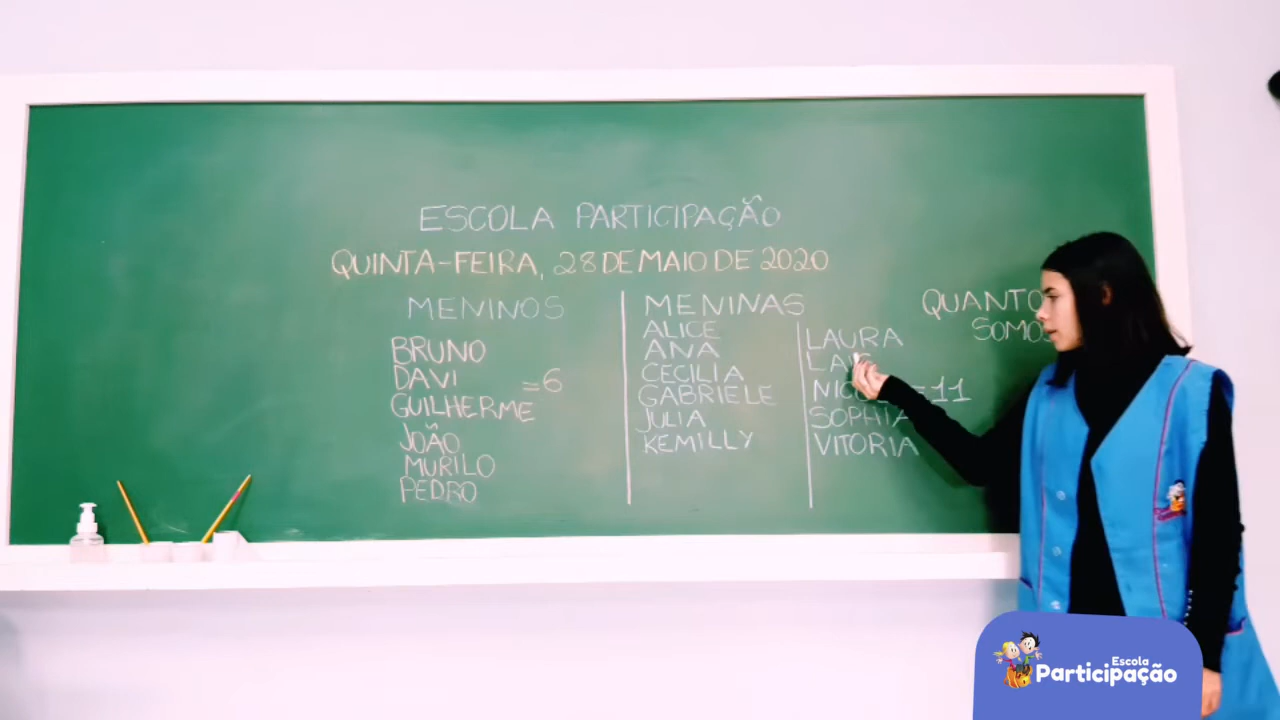 ESCOLA PARTICIPAÇÃO
QUINTA-FEIRA, 28 DE MAIO DE 2020
MENINOS
BRUNO
DAVI
=6
GUILHERME
JOÃO
MURILO
PEDRO
MENINAS
ALICE
ANA
CECILIA
GABRIELE
JULIA
KEMILLY
LAURA
=11
SOPHIA
VITORIA
SOMOS
Escola
Participação